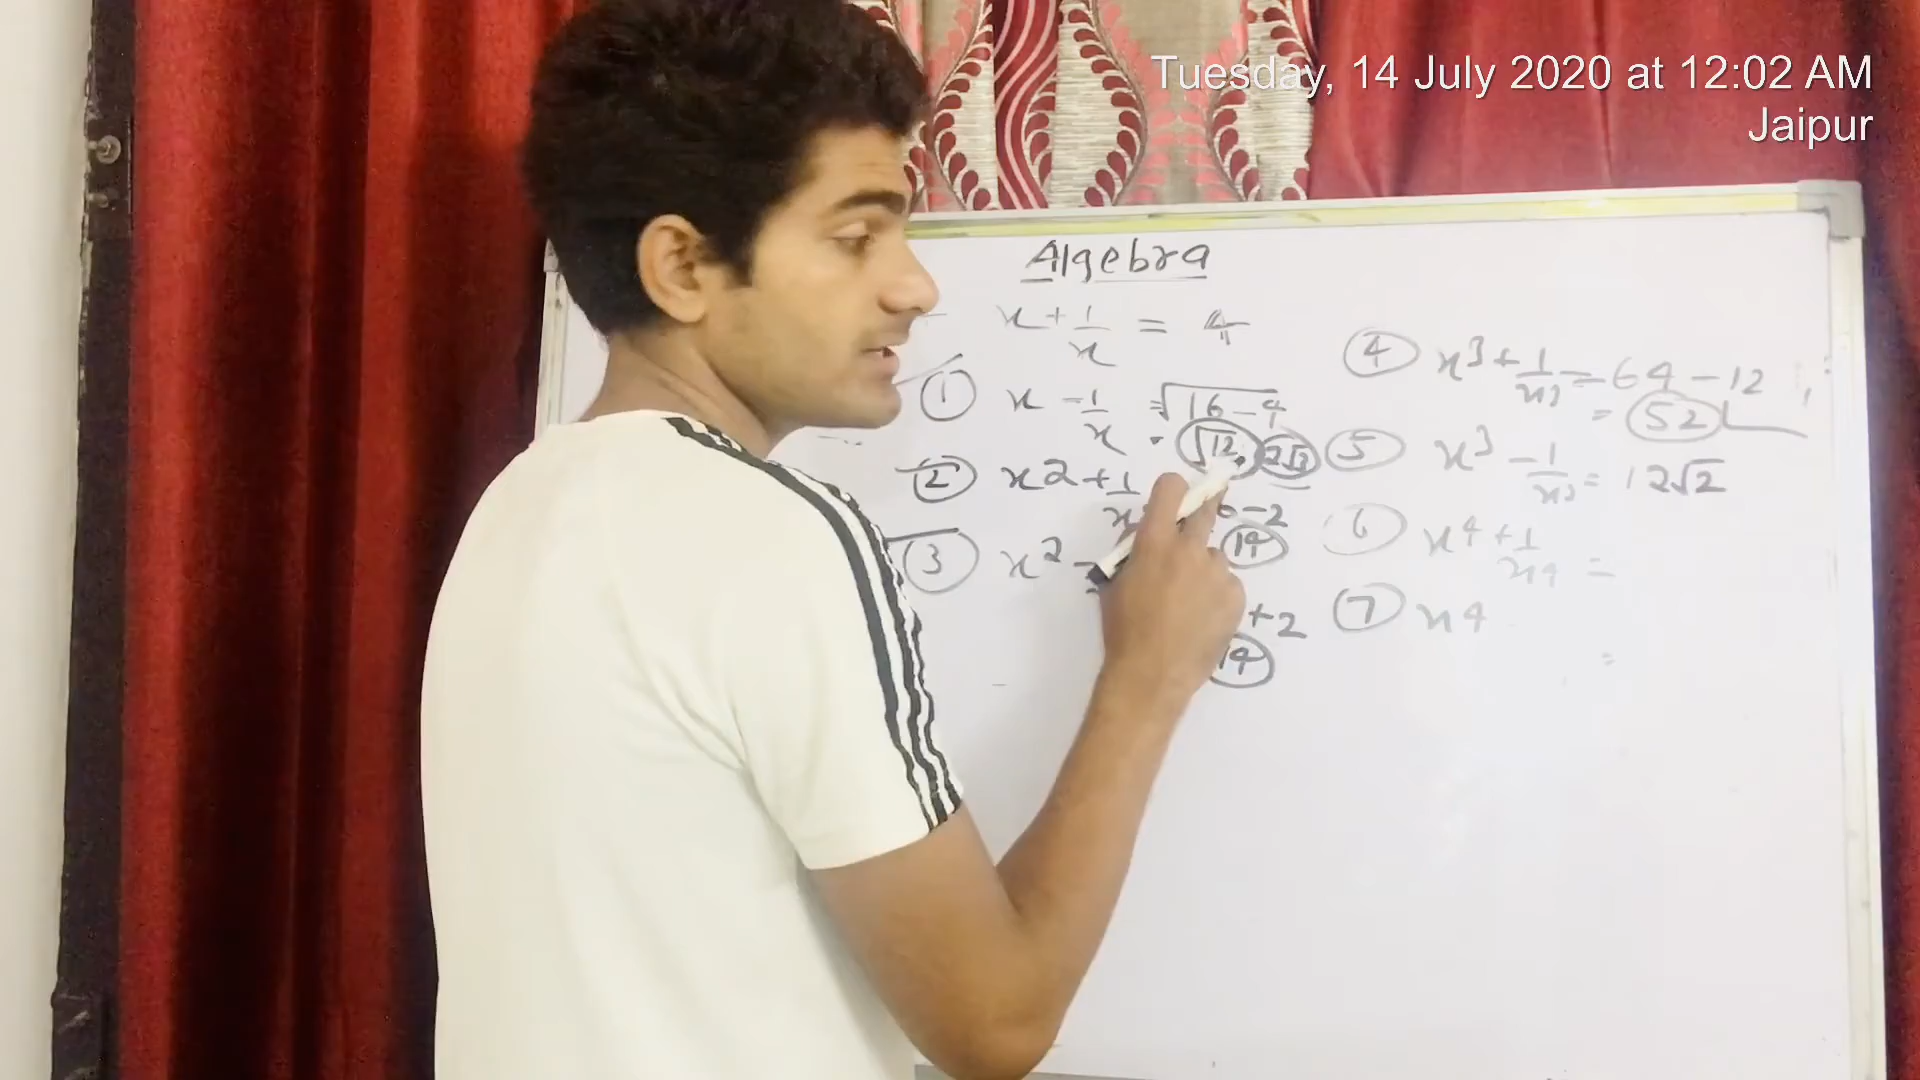 Tuesday, 14 July 2020 at 12:02 AM
Jaipur
Algebra
x + 1/x = 4
① x - 1/x = √16-4
= √12 2√3
② x2 + 1/x
-2
14
③ x2 -
+2
14
④ x3 + 1/x3 = 64 - 12
= 52
⑤ x3 - 1/x3 = 12√2
⑥ x4 + 1/x4 =
⑦ x4
=